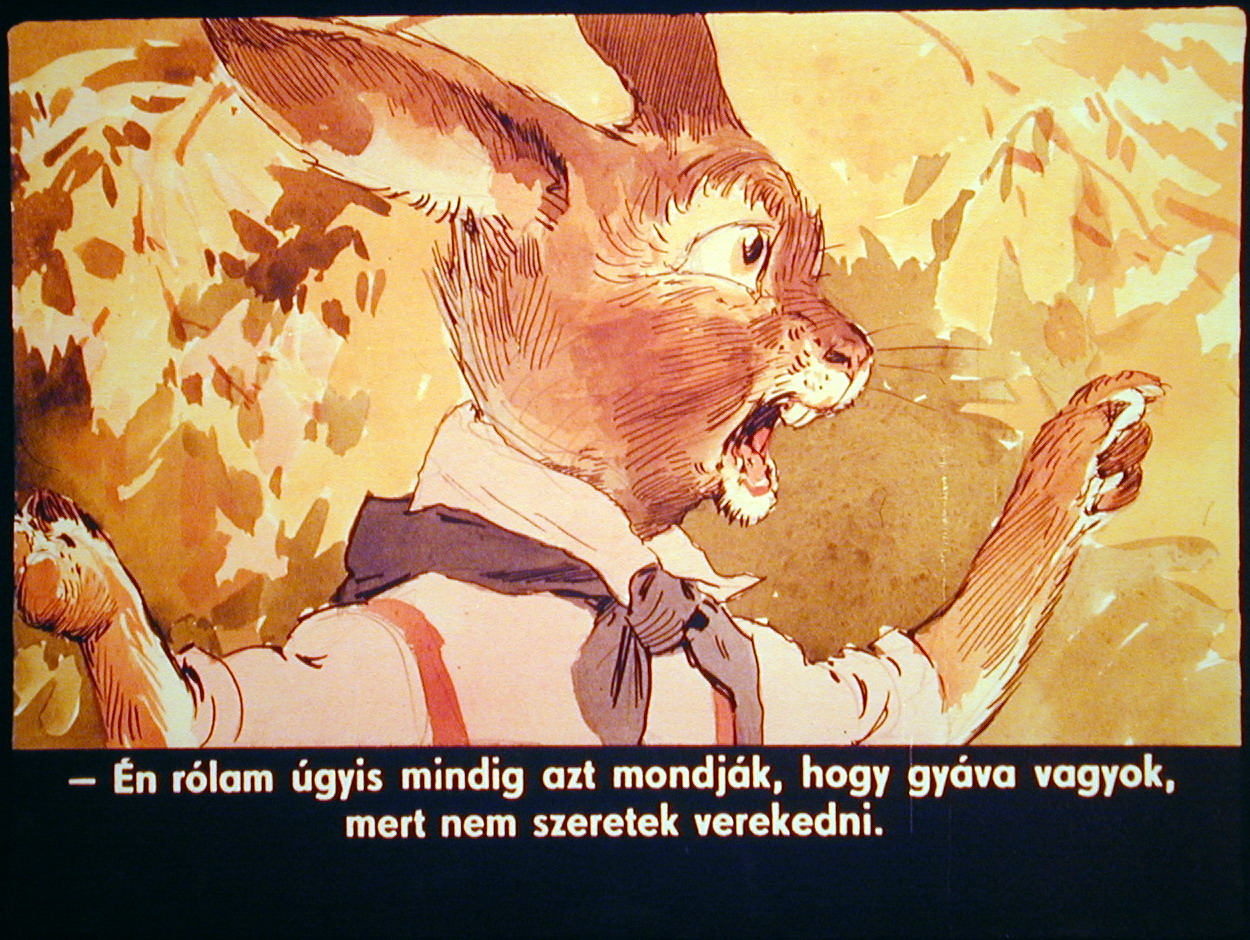 – Én rólam úgyis mindig azt mondják, hogy gyáva vagyok,
mert nem szeretek verekedni.